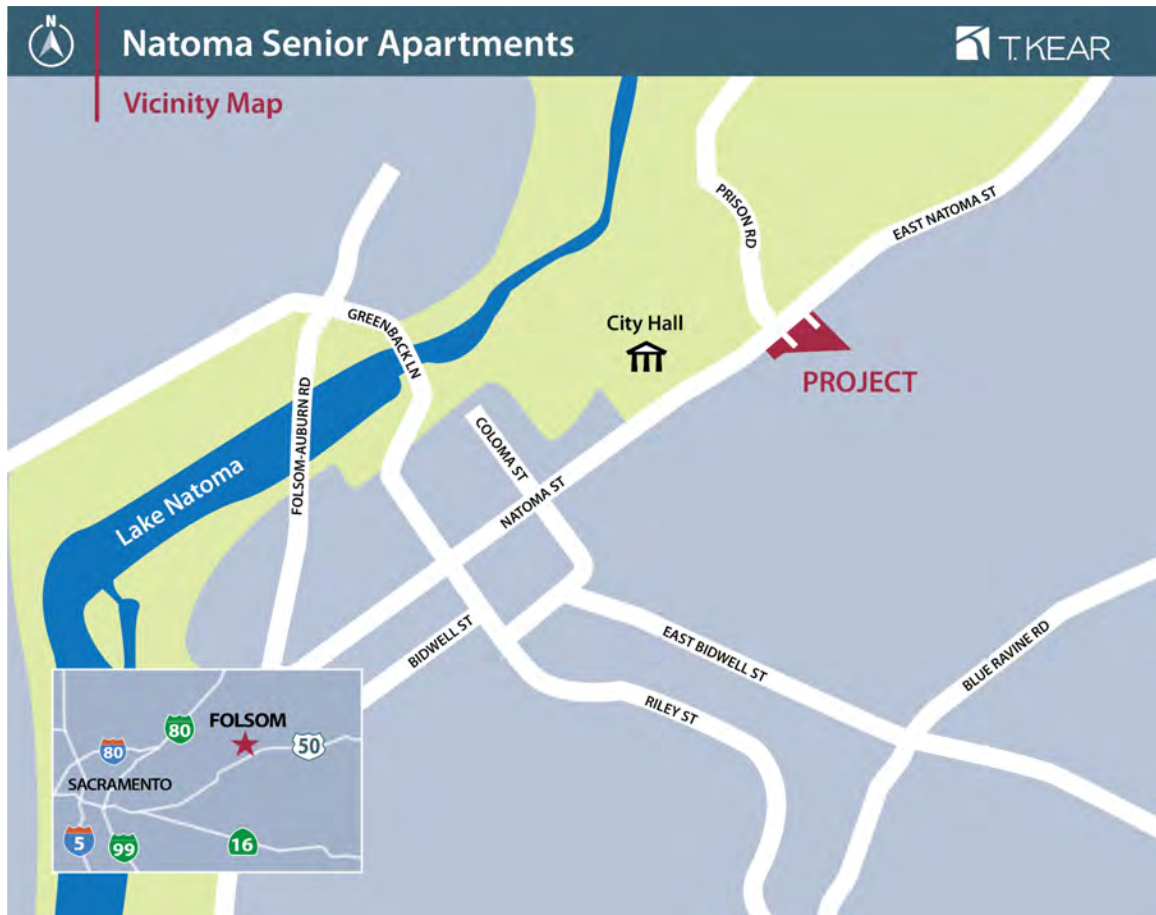 N
Natoma Senior Apartments
T.KEAR
Vicinity Map
PRISON RD
EAST NATOMA ST
GREENBACK LN
City Hall
PROJECT
FOLSOM-AUBURN RD
COLOMA ST
NATOMA ST
Lake Natoma
BIDWELL ST
EAST BIDWELL ST
BLUE RAVINE RD
RILEY ST
FOLSOM
80
80
50
SACRAMENTO
5
99
16